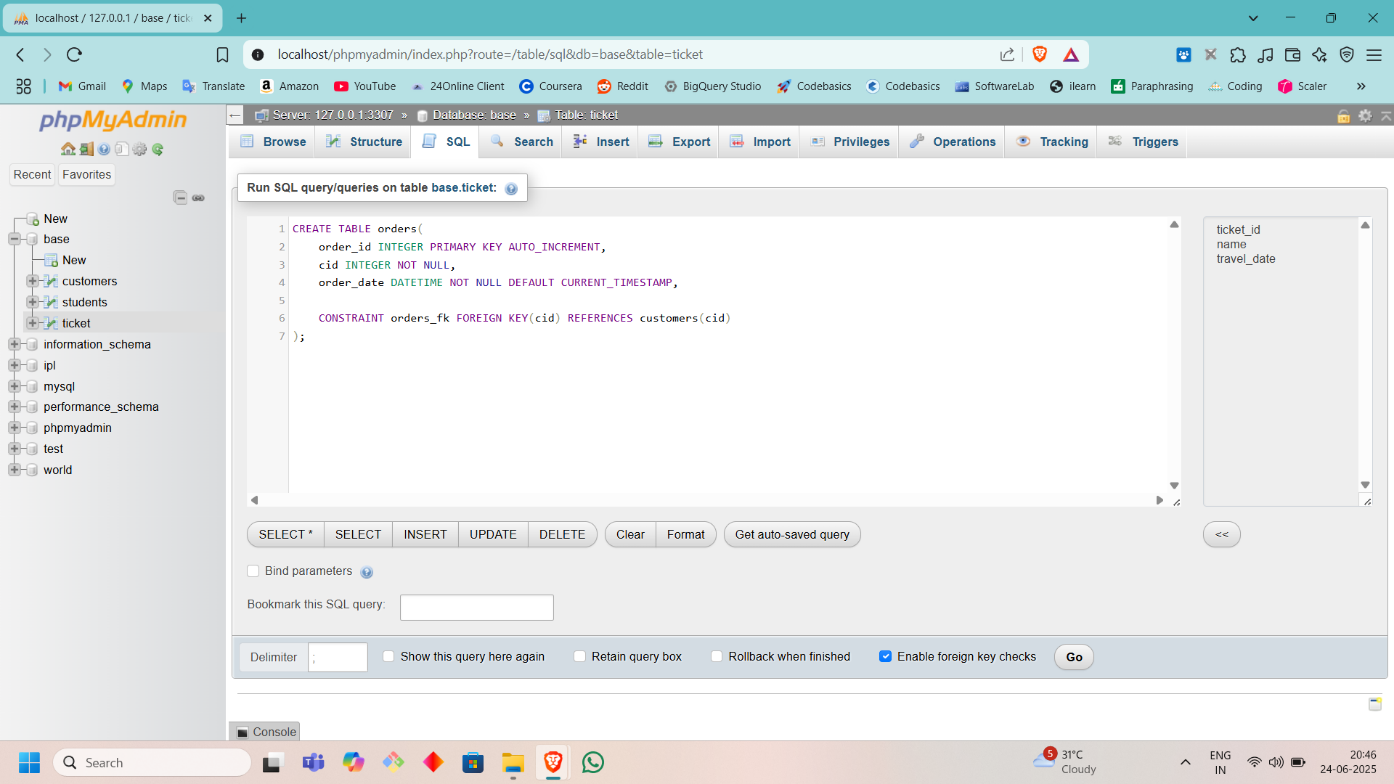 localhost / 127.0.0.1 / base / tick
localhost/phpmyadmin/index.php?route=/table/sql&db=base&table=ticket
Gmail Maps Translate Amazon YouTube 24Online Client Coursera Reddit BigQuery Studio Codebasics Codebasics SoftwareLab ilearn Paraphrasing Coding Scaler
phpMyAdmin
Recent Favorites
New
base
New
customers
students
ticket
information_schema
ipl
mysql
performance_schema
phpmyadmin
test
world
Server: 127.0.0.1:3307 » Database: base » Table: ticket
Browse Structure SQL Search Insert Export Import Privileges Operations Tracking Triggers
Run SQL query/queries on table base.ticket:
1 CREATE TABLE orders(
2 order_id INTEGER PRIMARY KEY AUTO_INCREMENT,
3 cid INTEGER NOT NULL,
4 order_date DATETIME NOT NULL DEFAULT CURRENT_TIMESTAMP,
5
6 CONSTRAINT orders_fk FOREIGN KEY(cid) REFERENCES customers(cid)
7 );
ticket_id
name
travel_date
SELECT * SELECT INSERT UPDATE DELETE Clear Format Get auto-saved query <<
Bind parameters
Bookmark this SQL query:
Delimiter ; Show this query here again Retain query box Rollback when finished Enable foreign key checks Go
Console
Search
5
31°C
Cloudy
ENG
IN
20:46
24-06-2025